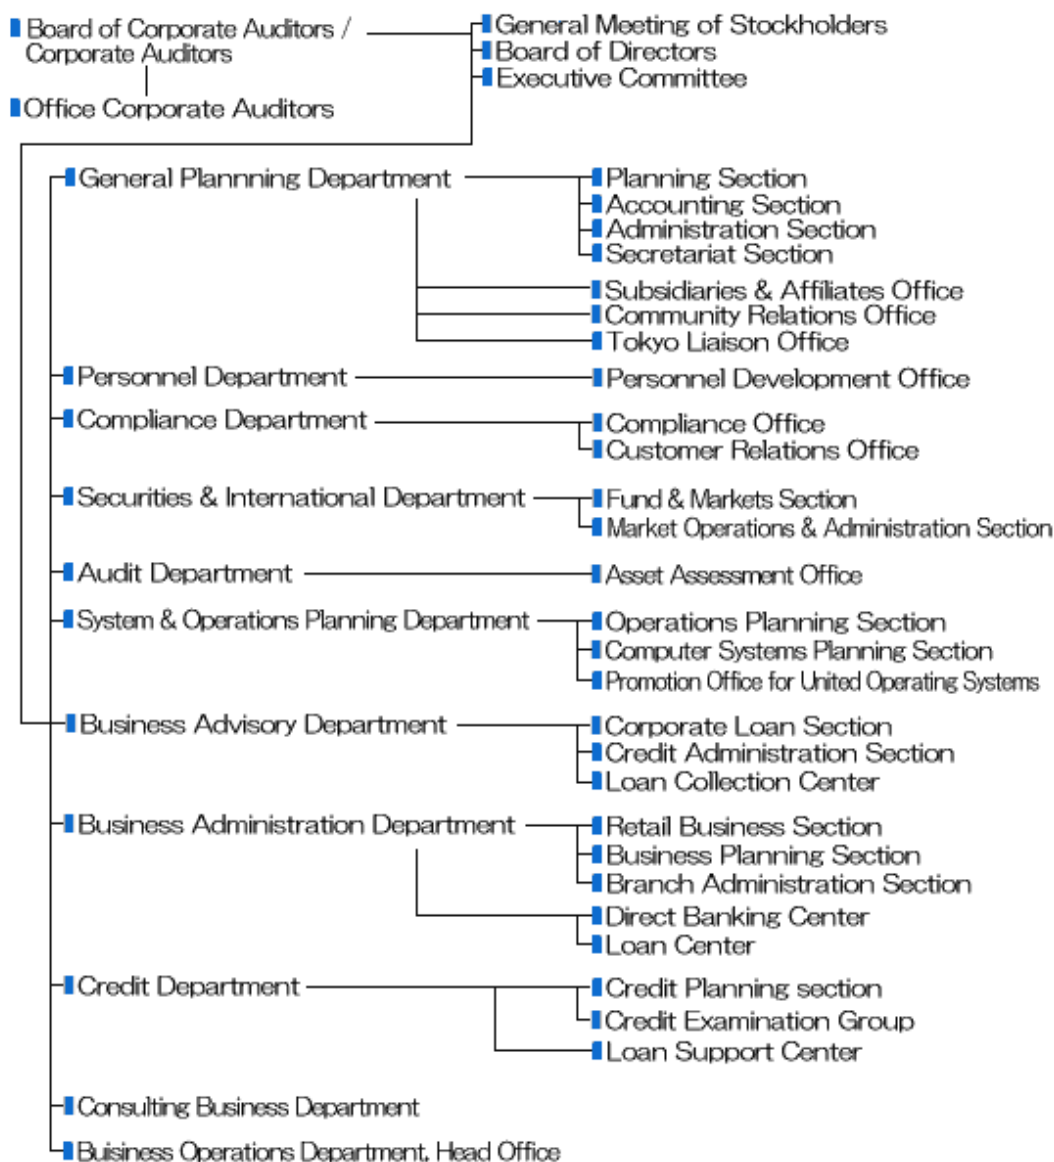 Board of Corporate Auditors /
Corporate Auditors
Office Corporate Auditors
General Meeting of Stockholders
Board of Directors
Executive Committee
General Plannning Department
Planning Section
Accounting Section
Administration Section
Secretariat Section
Subsidiaries & Affiliates Office
Community Relations Office
Tokyo Liaison Office
Personnel Department
Personnel Development Office
Compliance Department
Compliance Office
Customer Relations Office
Securities & International Department
Fund & Markets Section
Market Operations & Administration Section
Audit Department
Asset Assessment Office
System & Operations Planning Department
Operations Planning Section
Computer Systems Planning Section
Promotion Office for United Operating Systems
Business Advisory Department
Corporate Loan Section
Credit Administration Section
Loan Collection Center
Business Administration Department
Retail Business Section
Business Planning Section
Branch Administration Section
Direct Banking Center
Loan Center
Credit Department
Credit Planning section
Credit Examination Group
Loan Support Center
Consulting Business Department
Buisiness Operations Department, Head Office